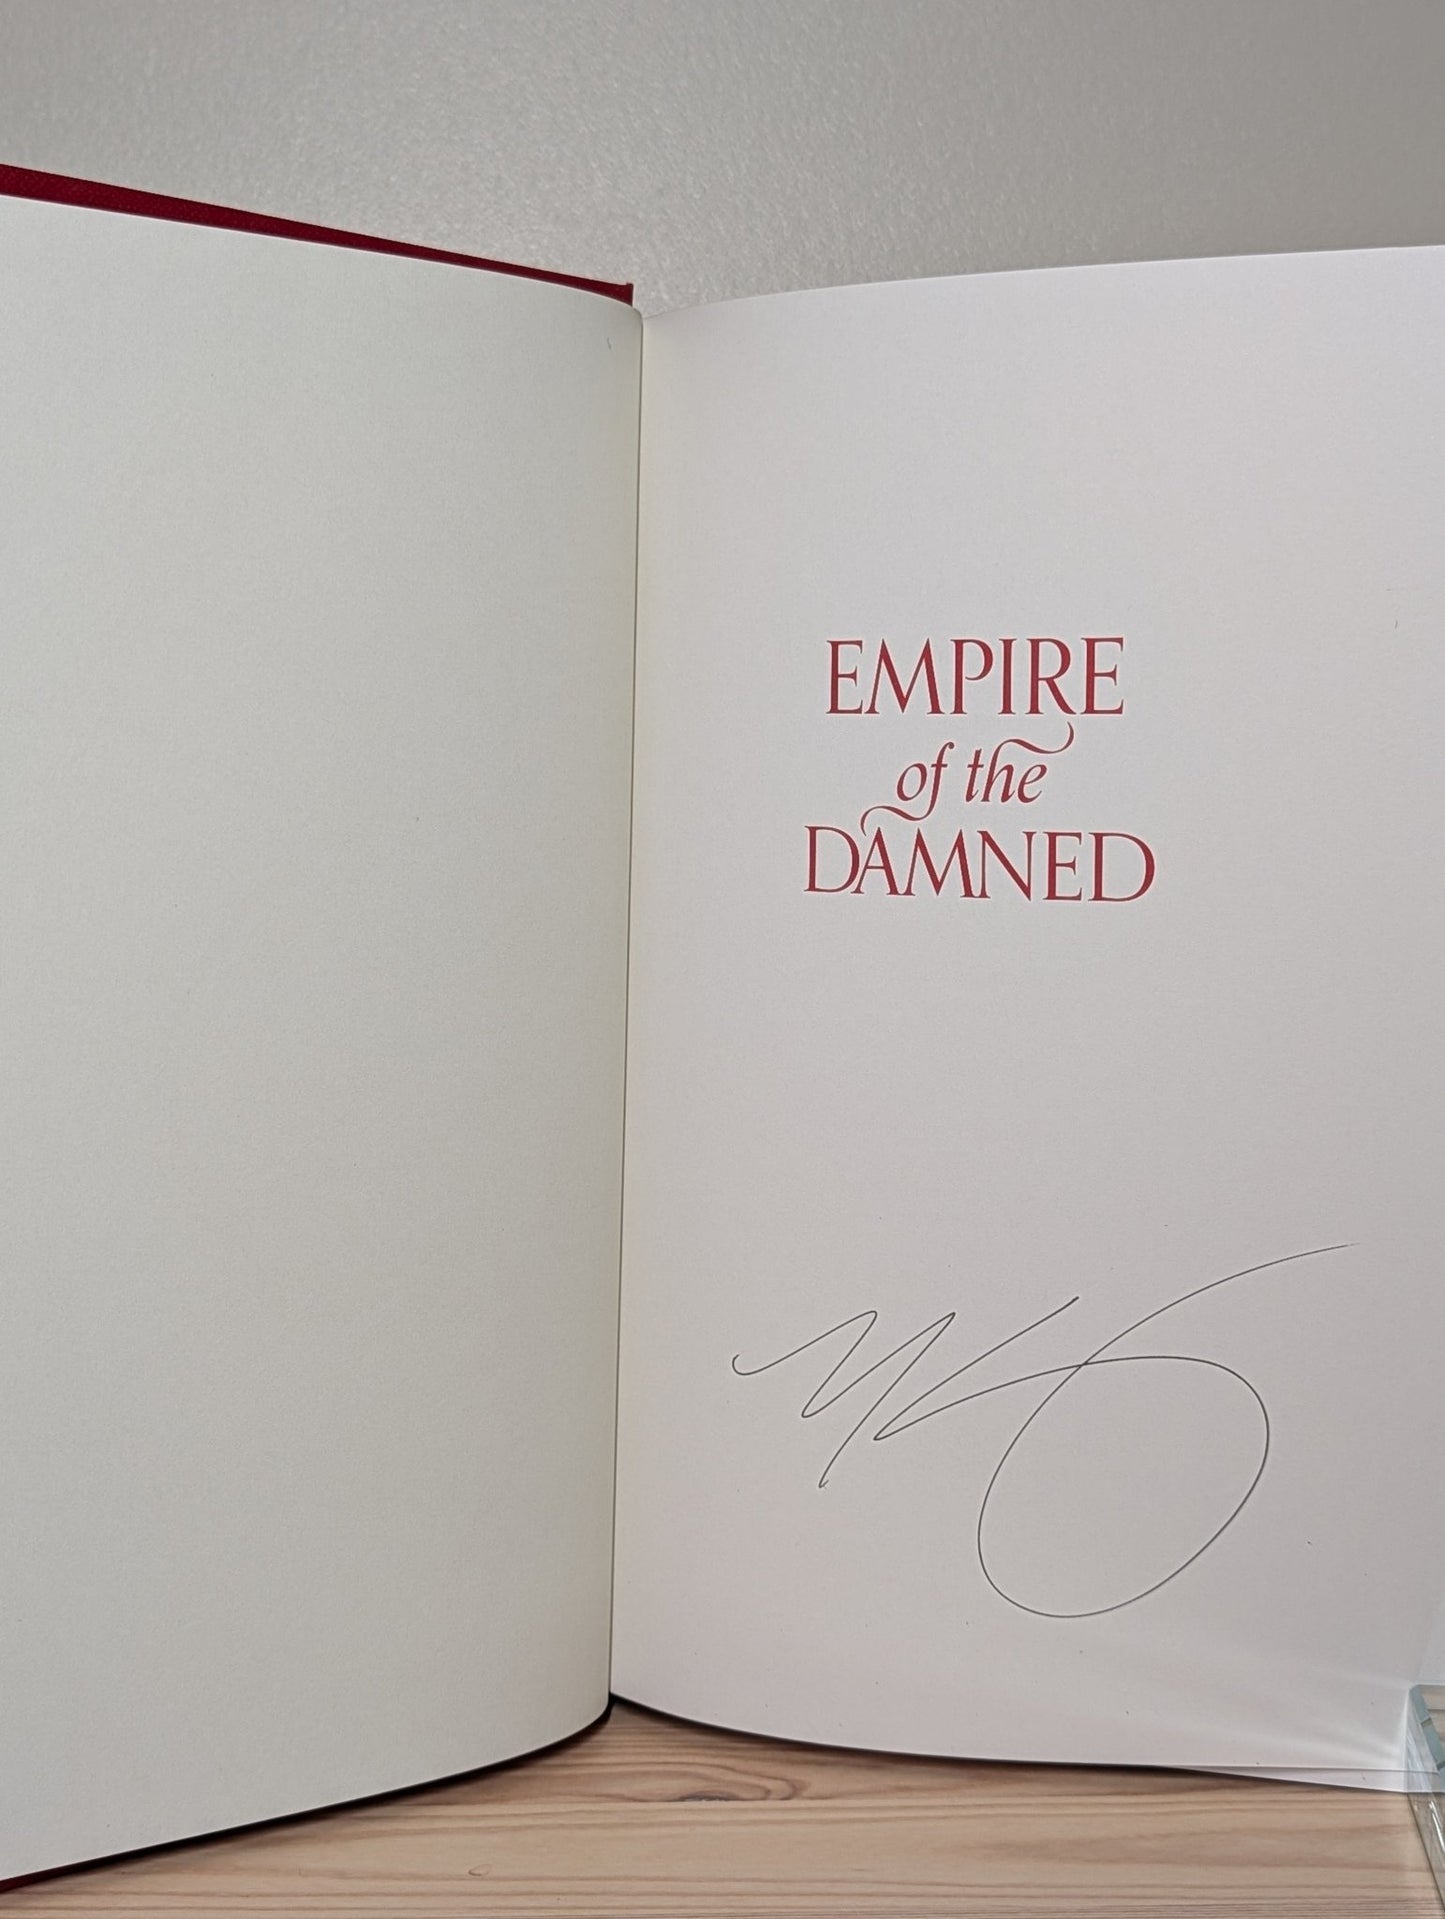 EMPIRE
of the
DAMNED